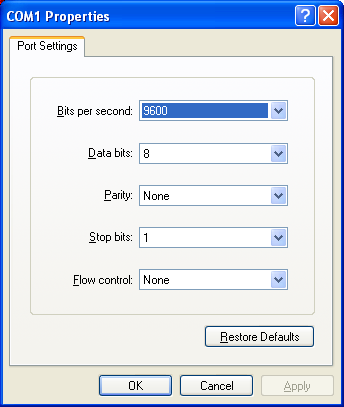 COM1 Properties
Port Settings
Bits per second: 9600
Data bits: 8
Parity: None
Stop bits: 1
Flow control: None
Restore Defaults
OK Cancel Apply